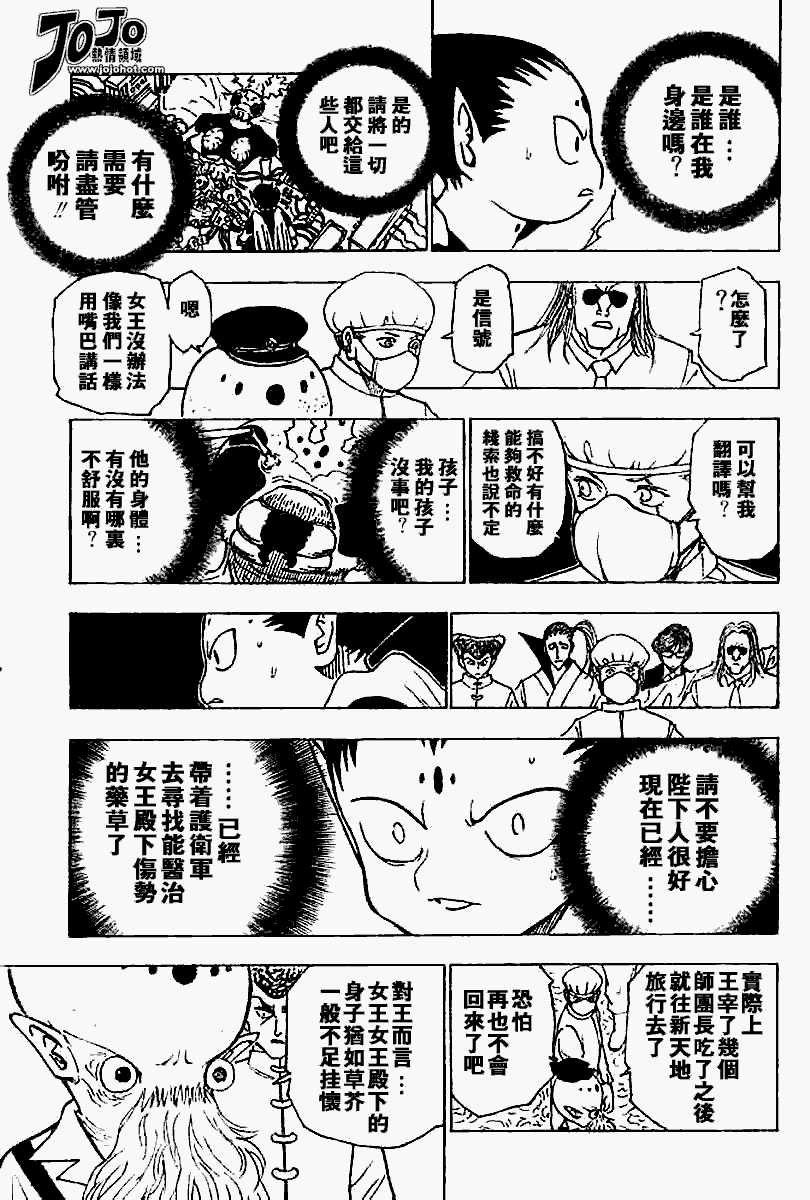 JOJO
熱情領域
www.jojohot.com
是誰…
是誰在我
身邊嗎？
是的
請將一切
都交給這
些人吧
有什麼
需要
請盡管
吩咐!!
怎麼了
？
是信號
嗯
女王沒辦法
像我們一樣
用嘴巴講話
可以幫我
翻譯嗎？
搞不好有什麼
能夠救命的
綫索也說不定
孩子…
我的孩子
沒事吧？
他的身體…
有沒有哪裏
不舒服啊？
請不要擔心
陛下人很好
現在已經……
……已經
帶着護衛軍
去尋找能醫治
女王殿下傷勢
的藥草了
實際上
王宰了幾個
師團長吃了之後
就往新天地
旅行去了
恐怕
再也不會
回來了吧
對王而言…
女王女王殿下的
身子猶如草芥
一般不足挂懷